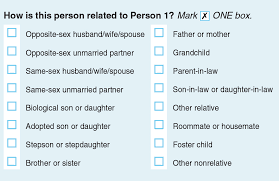 How is this person related to Person 1? Mark X ONE box.
Opposite-sex husband/wife/spouse
Opposite-sex unmarried partner
Same-sex husband/wife/spouse
Same-sex unmarried partner
Biological son or daughter
Adopted son or daughter
Stepson or stepdaughter
Brother or sister
Father or mother
Grandchild
Parent-in-law
Son-in-law or daughter-in-law
Other relative
Roommate or housemate
Foster child
Other nonrelative